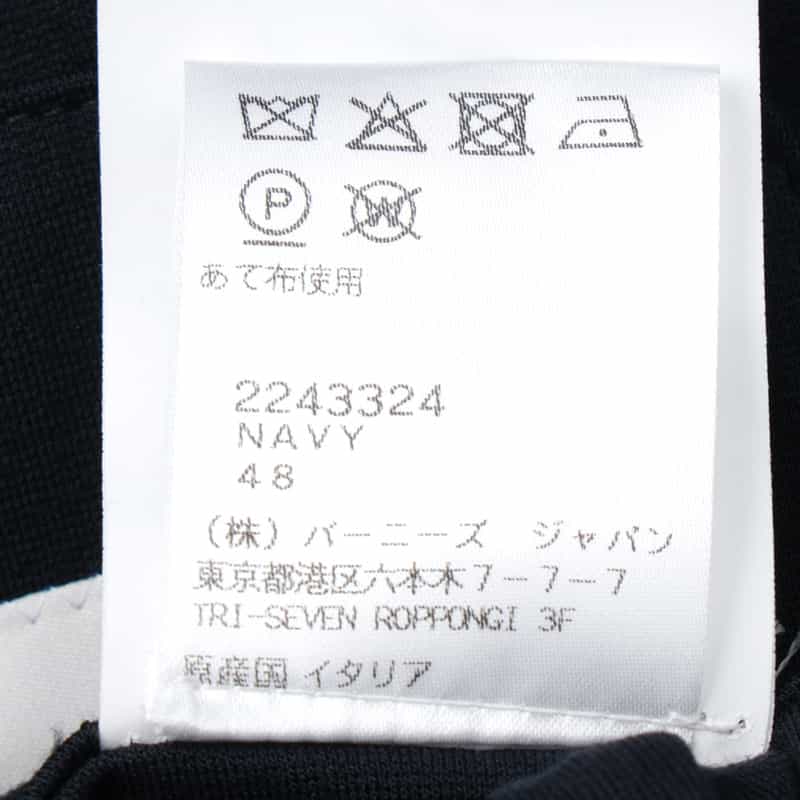 P W
あて布使用
2243324
NAVY
48
(株) バーニーズ ジャパン
東京都港区六本木7-7-7
TRI-SEVEN ROPPONGI 3F
原産国 イタリア